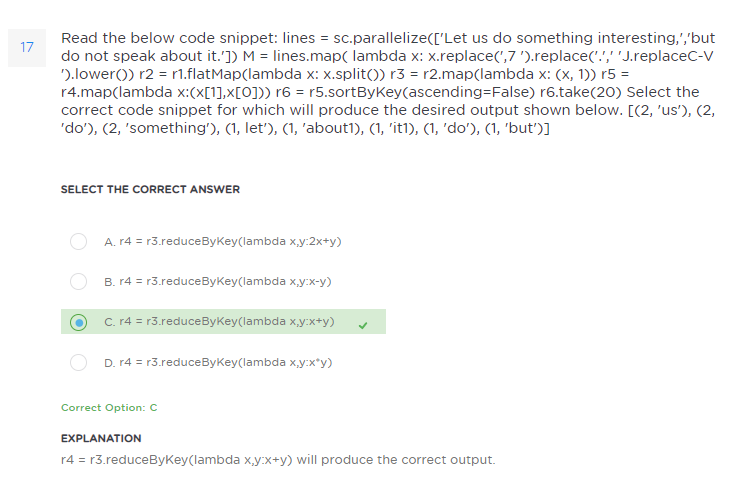 17
Read the below code snippet: lines = sc.parallelize(['Let us do something interesting,','but
do not speak about it.']) M = lines.map( lambda x: x.replace(',7 ').replace('.',' 'J.replaceC-V
').lower()) r2 = r1.flatMap(lambda x: x.split()) r3 = r2.map(lambda x: (x, 1)) r5 =
r4.map(lambda x:(x[1],x[0])) r6 = r5.sortByKey(ascending=False) r6.take(20) Select the
correct code snippet for which will produce the desired output shown below. [(2, 'us'), (2,
'do'), (2, 'something'), (1, let'), (1, 'about1), (1, 'it1), (1, 'do'), (1, 'but')]
SELECT THE CORRECT ANSWER
A. r4 = r3.reduceByKey(lambda x,y:2x+y)
B. r4 = r3.reduceByKey(lambda x,y:x-y)
C. r4 = r3.reduceByKey(lambda x,y:x+y)
D. r4 = r3.reduceByKey(lambda x,y:x*y)
Correct Option: C
EXPLANATION
r4 = r3.reduceByKey(lambda x,y:x+y) will produce the correct output.